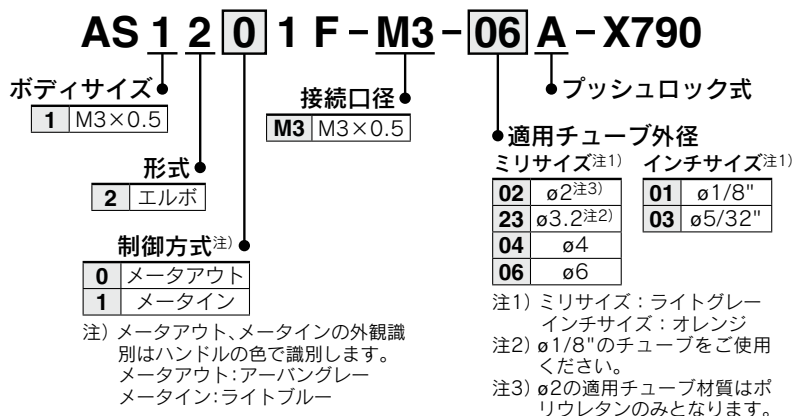 AS 1 2 0 1 F－M3－06 A－X790
ボディサイズ
1 M3×0.5
形式
2 エルボ
制御方式注)
0 メータアウト
1 メータイン
注) メータアウト、メータインの外観識
別はハンドルの色で識別します。
メータアウト：アーバングレー
メータイン：ライトブルー
接続口径
M3 M3×0.5
プッシュロック式
適用チューブ外径
ミリサイズ注1)
02 ø2注3)
23 ø3.2注2)
04 ø4
06 ø6
インチサイズ注1)
01 ø1/8"
03 ø5/32"
注1) ミリサイズ：ライトグレー
インチサイズ：オレンジ
注2) ø1/8"のチューブをご使用
ください。
注3) ø2の適用チューブ材質はポ
リウレタンのみとなります。